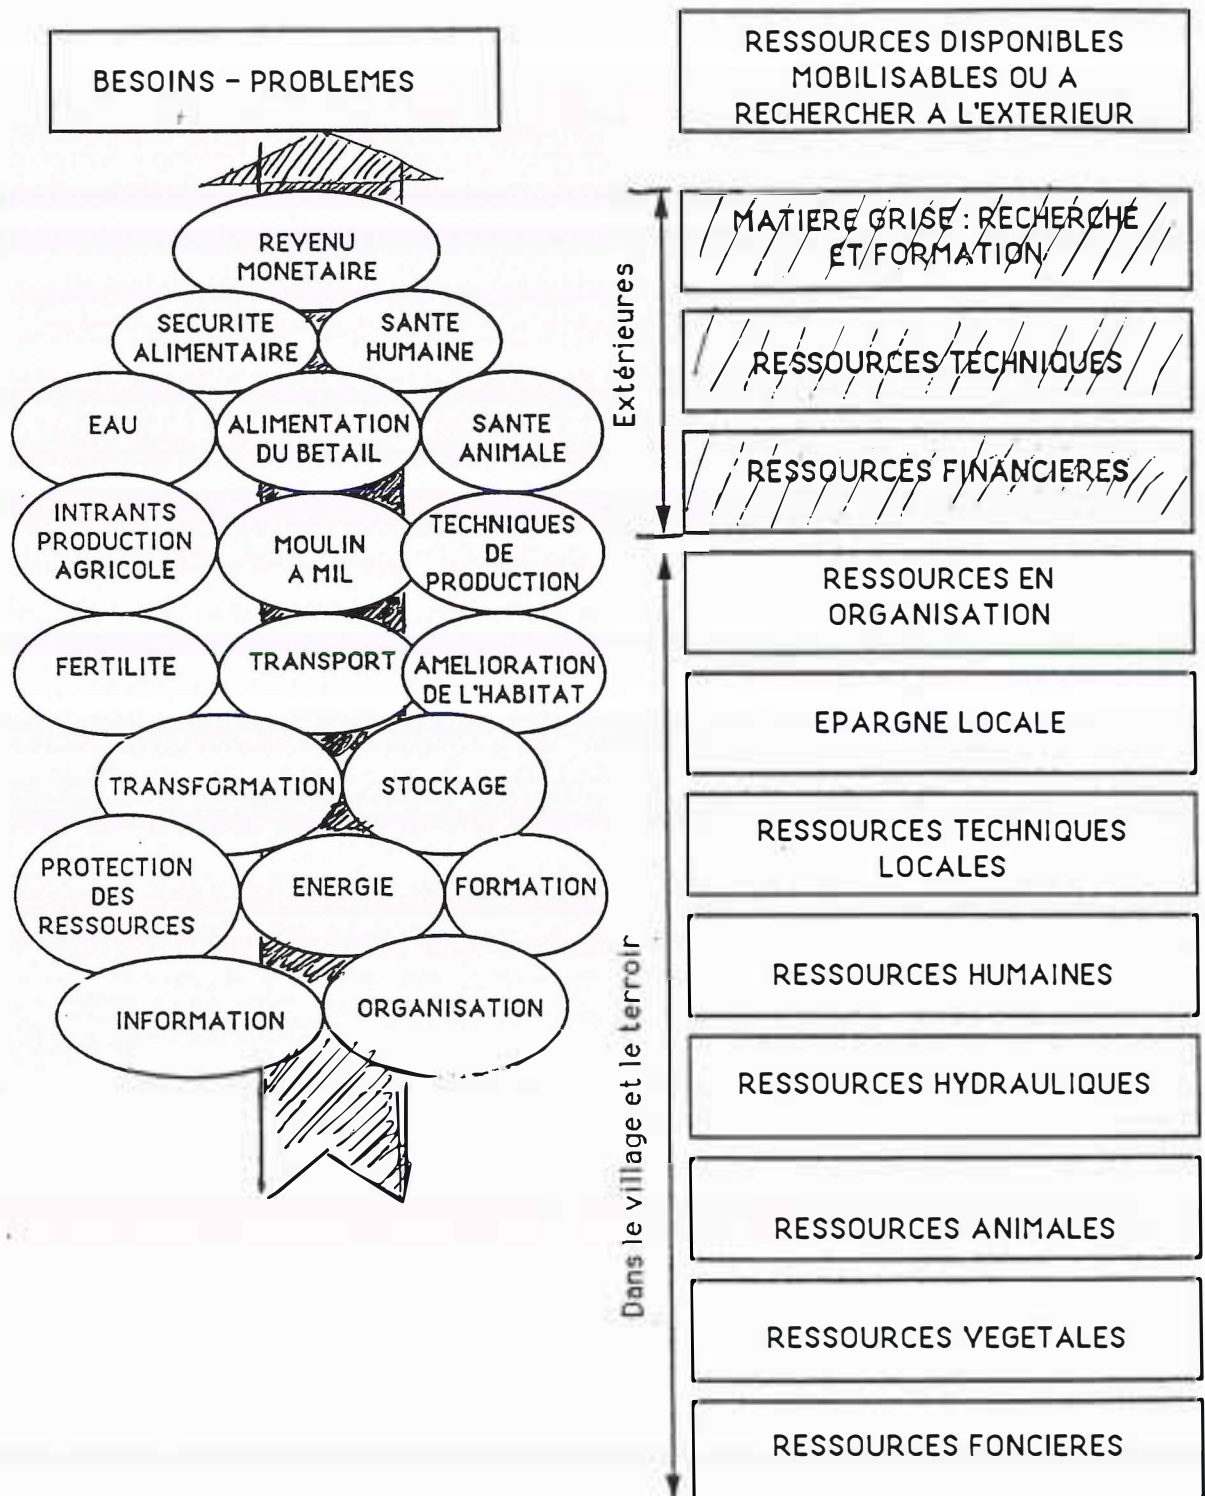 BESOINS - PROBLEMES
REVENU
MONETAIRE
SECURITE
ALIMENTAIRE
SANTE
HUMAINE
EAU
ALIMENTATION
DU BETAIL
SANTE
ANIMALE
INTRANTS
PRODUCTION
AGRICOLE
MOULIN
A MIL
TECHNIQUES
DE
PRODUCTION
FERTILITE
TRANSPORT
AMELIORATION
DE L'HABITAT
TRANSFORMATION
STOCKAGE
PROTECTION
DES
RESSOURCES
ENERGIE
FORMATION
INFORMATION
ORGANISATION
RESSOURCES DISPONIBLES
MOBILISABLES OU A
RECHERCHER A L'EXTERIEUR
Extérieures
MATIERE GRISE : RECHERCHE
ET FORMATION
RESSOURCES TECHNIQUES
RESSOURCES FINANCIERES
Dans le village et le terroir
RESSOURCES EN
ORGANISATION
EPARGNE LOCALE
RESSOURCES TECHNIQUES
LOCALES
RESSOURCES HUMAINES
RESSOURCES HYDRAULIQUES
RESSOURCES ANIMALES
RESSOURCES VEGETALES
RESSOURCES FONCIERES